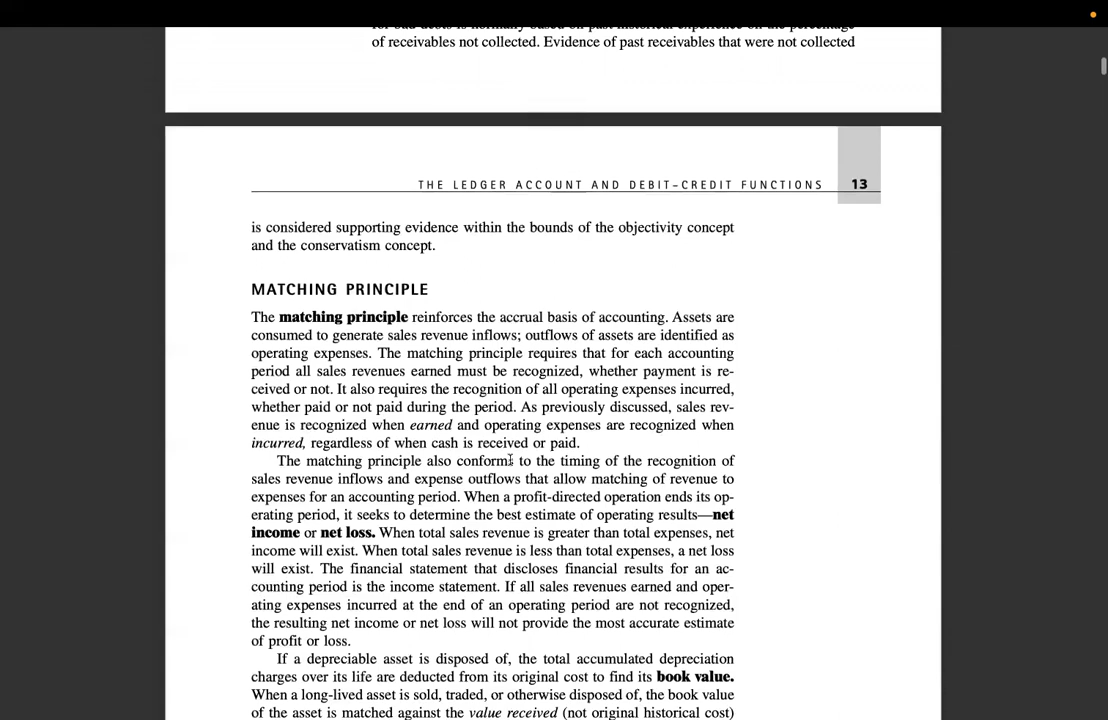 for bad debts is normally based on past historical experience on the percentage
of receivables not collected. Evidence of past receivables that were not collected
THE LEDGER ACCOUNT AND DEBIT–CREDIT FUNCTIONS 13
is considered supporting evidence within the bounds of the objectivity concept
and the conservatism concept.
MATCHING PRINCIPLE
The matching principle reinforces the accrual basis of accounting. Assets are
consumed to generate sales revenue inflows; outflows of assets are identified as
operating expenses. The matching principle requires that for each accounting
period all sales revenues earned must be recognized, whether payment is re-
ceived or not. It also requires the recognition of all operating expenses incurred,
whether paid or not paid during the period. As previously discussed, sales rev-
enue is recognized when earned and operating expenses are recognized when
incurred, regardless of when cash is received or paid.
The matching principle also conforms to the timing of the recognition of
sales revenue inflows and expense outflows that allow matching of revenue to
expenses for an accounting period. When a profit-directed operation ends its op-
erating period, it seeks to determine the best estimate of operating results—net
income or net loss. When total sales revenue is greater than total expenses, net
income will exist. When total sales revenue is less than total expenses, a net loss
will exist. The financial statement that discloses financial results for an ac-
counting period is the income statement. If all sales revenues earned and oper-
ating expenses incurred at the end of an operating period are not recognized,
the resulting net income or net loss will not provide the most accurate estimate
of profit or loss.
If a depreciable asset is disposed of, the total accumulated depreciation
charges over its life are deducted from its original cost to find its book value.
When a long-lived asset is sold, traded, or otherwise disposed of, the book value
of the asset is matched against the value received (not original historical cost)